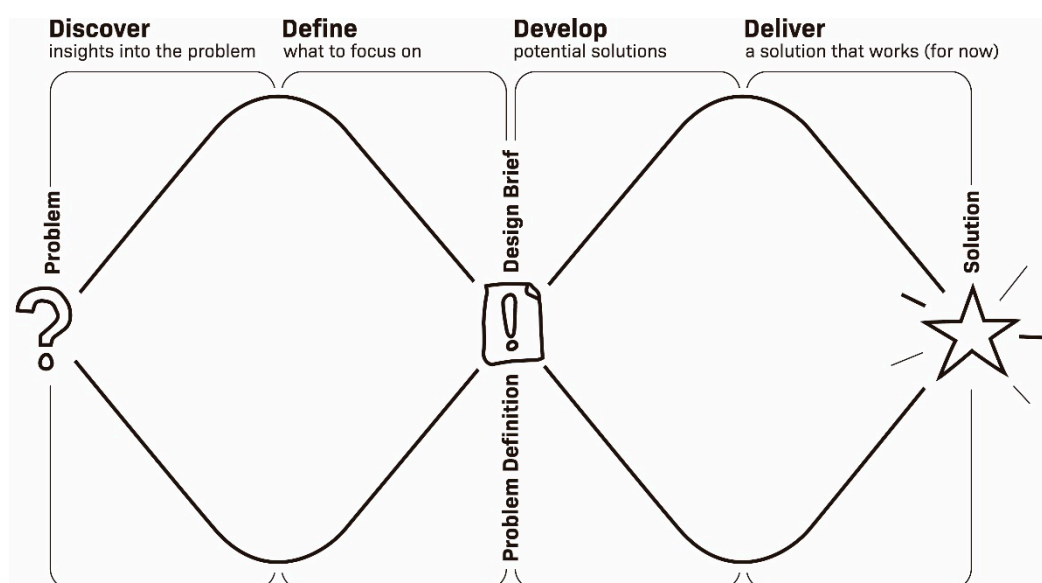 Discover
insights into the problem
Define
what to focus on
Develop
potential solutions
Deliver
a solution that works (for now)
Problem
?
Design Brief
!
Problem Definition
Solution